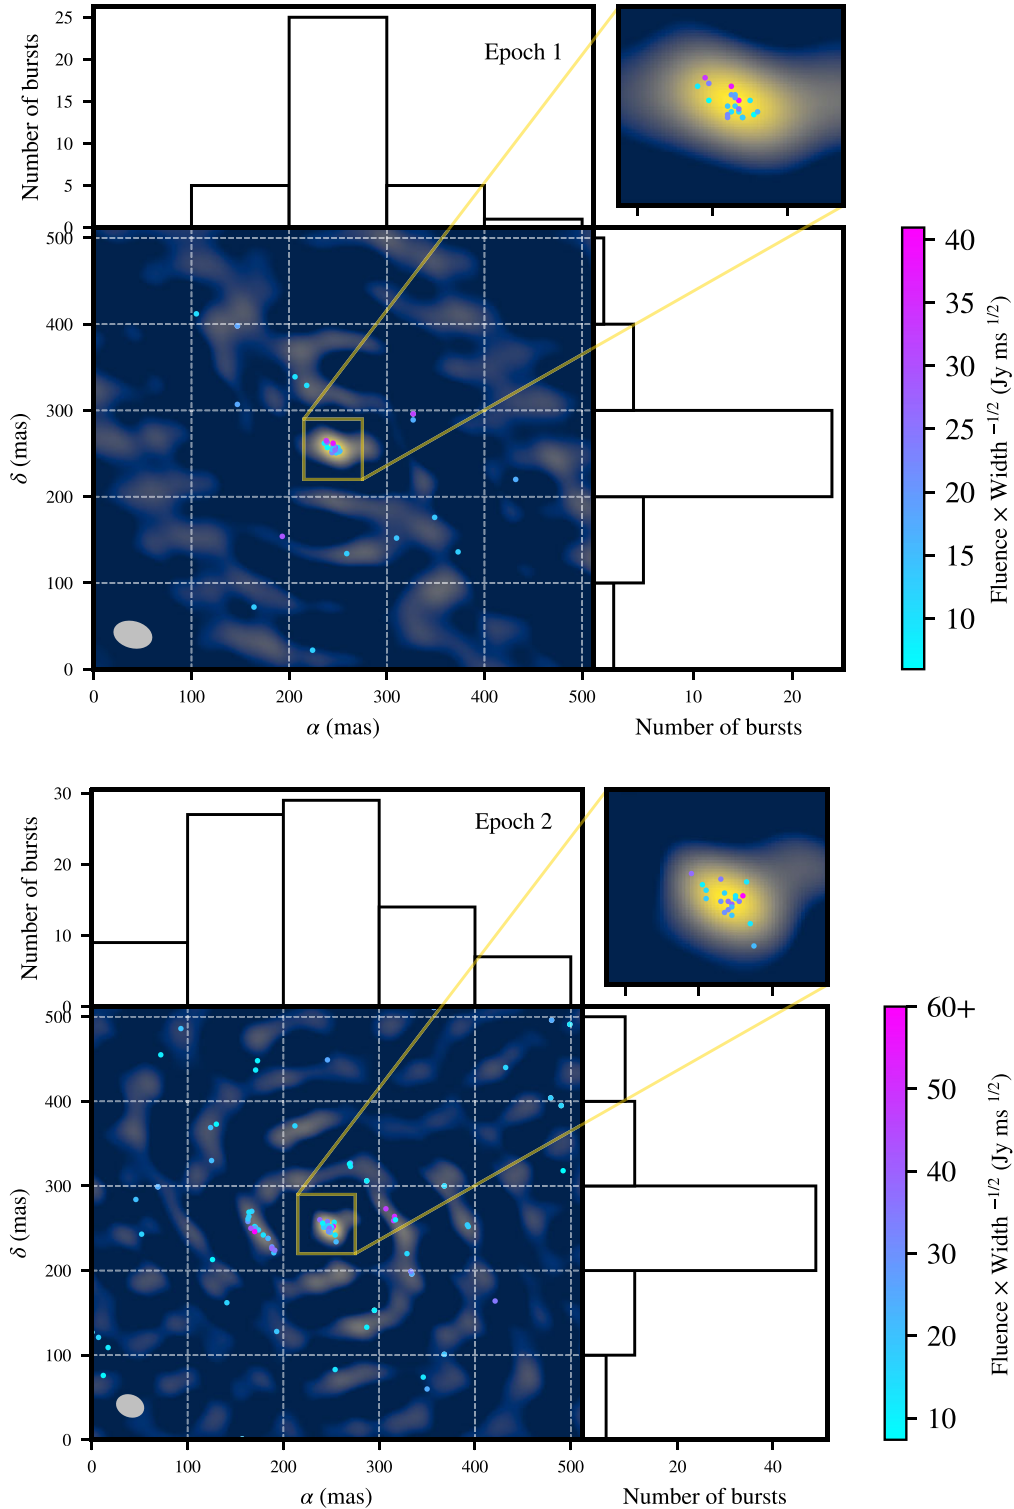 Number of bursts
25
20
15
10
5
0
Epoch 1
δ (mas)
500
400
300
200
100
0
0 100 200 300 400 500
α (mas)
10 20
Number of bursts
40
35
30
25
20
15
10
Fluence × Width ⁻¹/² (Jy ms ¹/²)
Number of bursts
30
20
10
0
Epoch 2
δ (mas)
500
400
300
200
100
0
0 100 200 300 400 500
α (mas)
20 40
Number of bursts
60+
50
40
30
20
10
Fluence × Width ⁻¹/² (Jy ms ¹/²)